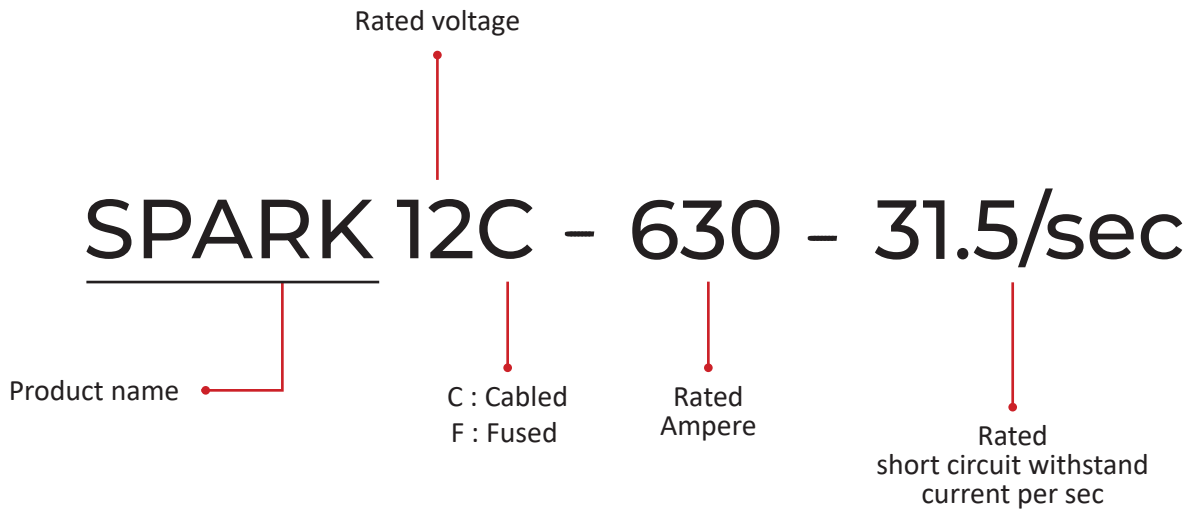 Rated voltage
SPARK 12C - 630 - 31.5/sec
Product name
C : Cabled
F : Fused
Rated
Ampere
Rated
short circuit withstand
current per sec